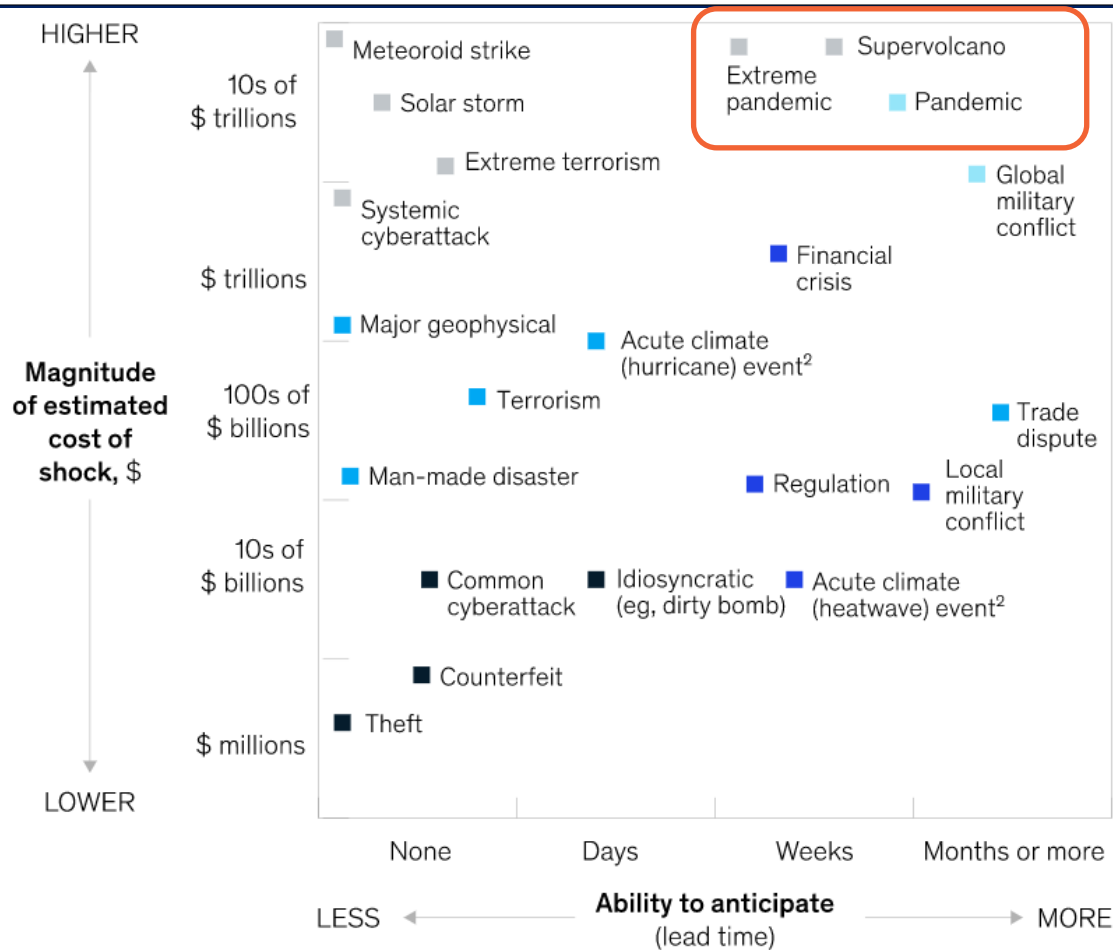 HIGHER
10s of
$ trillions
$ trillions
Magnitude
of estimated
cost of
shock, $
100s of
$ billions
10s of
$ billions
$ millions
LOWER
Meteoroid strike
Solar storm
Extreme terrorism
Systemic
cyberattack
Extreme
pandemic
Supervolcano
Pandemic
Global
military
conflict
Financial
crisis
Major geophysical
Acute climate
(hurricane) event²
Terrorism
Trade
dispute
Man-made disaster
Regulation
Local
military
conflict
Common
cyberattack
Idiosyncratic
(eg, dirty bomb)
Acute climate
(heatwave) event²
Counterfeit
Theft
None
Days
Weeks
Months or more
LESS
Ability to anticipate
(lead time)
MORE